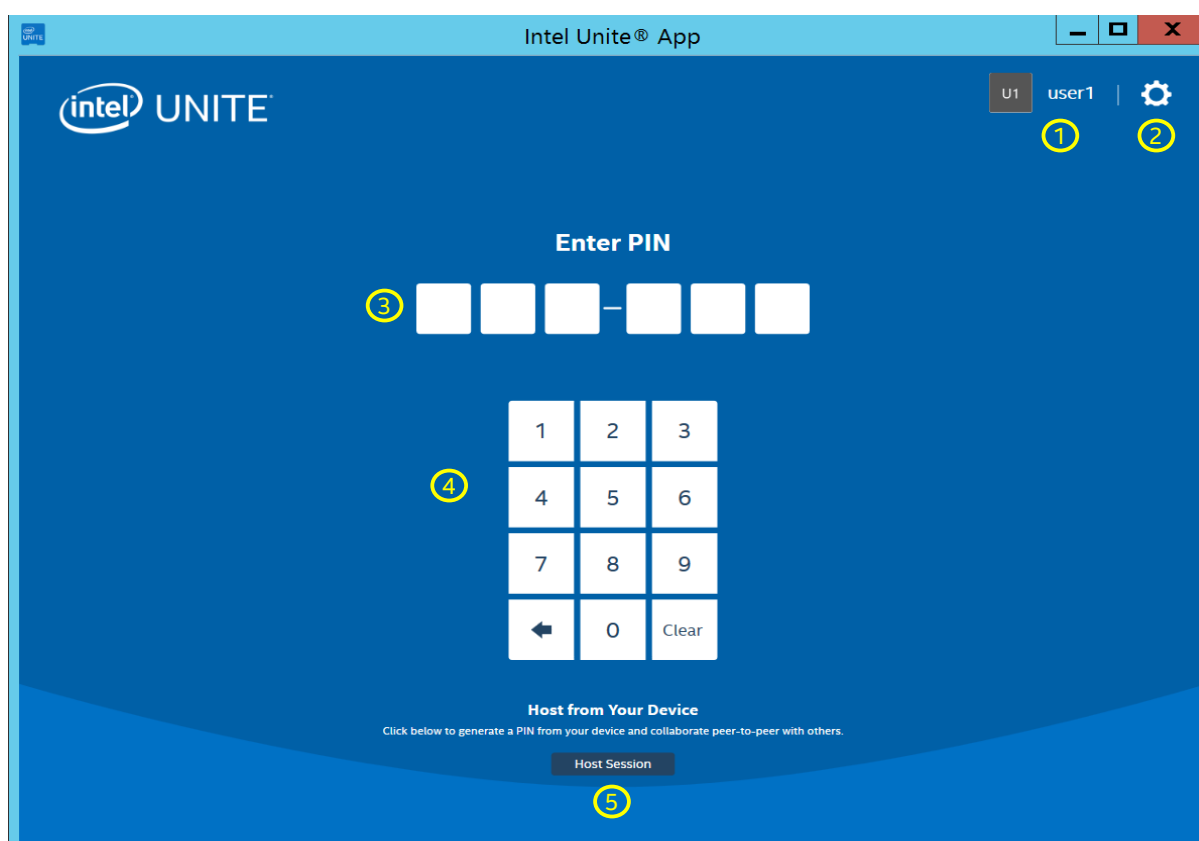 intel UNITE
Intel Unite® App
X
intel UNITE
U1 user1 |
1 2
Enter PIN
3 –
1 2 3
4
4 5 6
7 8 9
0 Clear
Host from Your Device
Click below to generate a PIN from your device and collaborate peer-to-peer with others.
Host Session
5